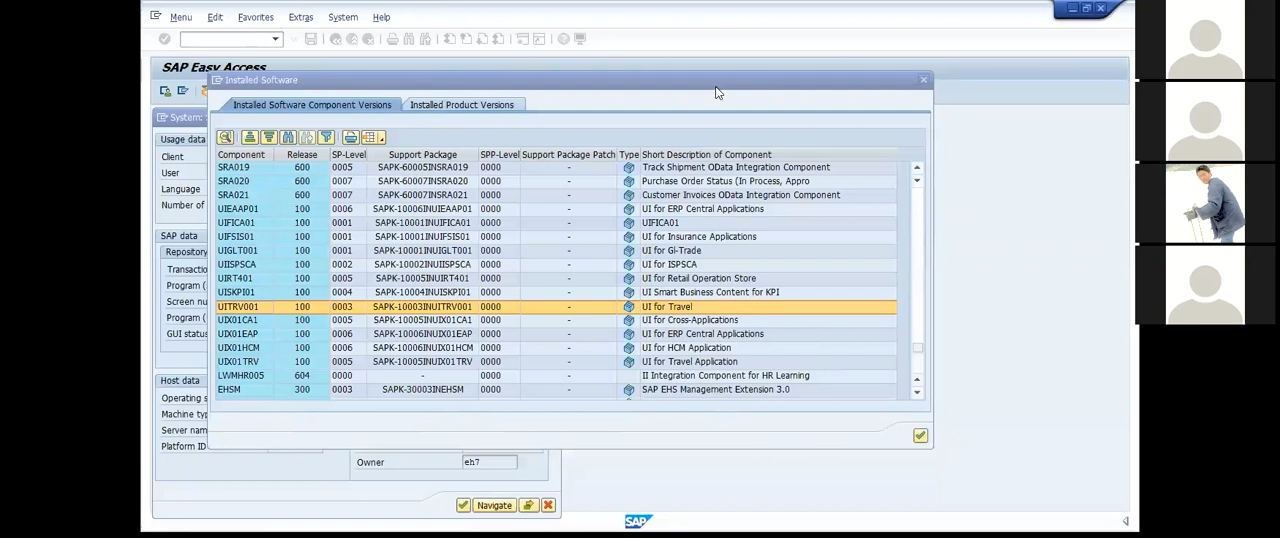 Menu Edit Favorites Extras System Help
SAP Easy Access
System:
Installed Software
Usage data
Client
User
Language
Number of
SAP data
Repository
Transactio
Program (
Screen nu
Program (
GUI status
Host data
Operating s
Machine typ
Server nam
Platform ID
Installed Software Component Versions Installed Product Versions
Component Release SP-Level Support Package SPP-Level Support Package Patch Type Short Description of Component
SRA019 600 0005 SAPK-60005INSRA019 0000 - Track Shipment OData Integration Component
SRA020 600 0007 SAPK-60007INSRA020 0000 - Purchase Order Status (In Process, Appro
SRA021 600 0007 SAPK-60007INSRA021 0000 - Customer Invoices OData Integration Component
UIEAAP01 100 0006 SAPK-10006INUIEAAP01 0000 - UI for ERP Central Applications
UIFICA01 100 0001 SAPK-10001INUIFICA01 0000 - UIFICA01
UIFSIS01 100 0001 SAPK-10001INUIFSIS01 0000 - UI for Insurance Applications
UIGLT001 100 0001 SAPK-10001INUIGLT001 0000 - UI for Gl-Trade
UIISPSCA 100 0002 SAPK-10002INUIISPSCA 0000 - UI for ISPSCA
UIRT401 100 0005 SAPK-10005INUIRT401 0000 - UI for Retail Operation Store
UISKPI01 100 0004 SAPK-10004INUISKPI01 0000 - UI Smart Business Content for KPI
UITRV001 100 0003 SAPK-10003INUITRV001 0000 - UI for Travel
UIX01CA1 100 0005 SAPK-10005INUIX01CA1 0000 - UI for Cross-Applications
UIX01EAP 100 0006 SAPK-10006INUIX01EAP 0000 - UI for ERP Central Applications
UIX01HCM 100 0006 SAPK-10006INUIX01HCM 0000 - UI for HCM Application
UIX01TRV 100 0005 SAPK-10005INUIX01TRV 0000 - UI for Travel Application
LWMHR005 604 0000 - 0000 - II Integration Component for HR Learning
EHSM 300 0003 SAPK-30003INEHSM 0000 - SAP EHS Management Extension 3.0
Owner eh7
Navigate
SAP